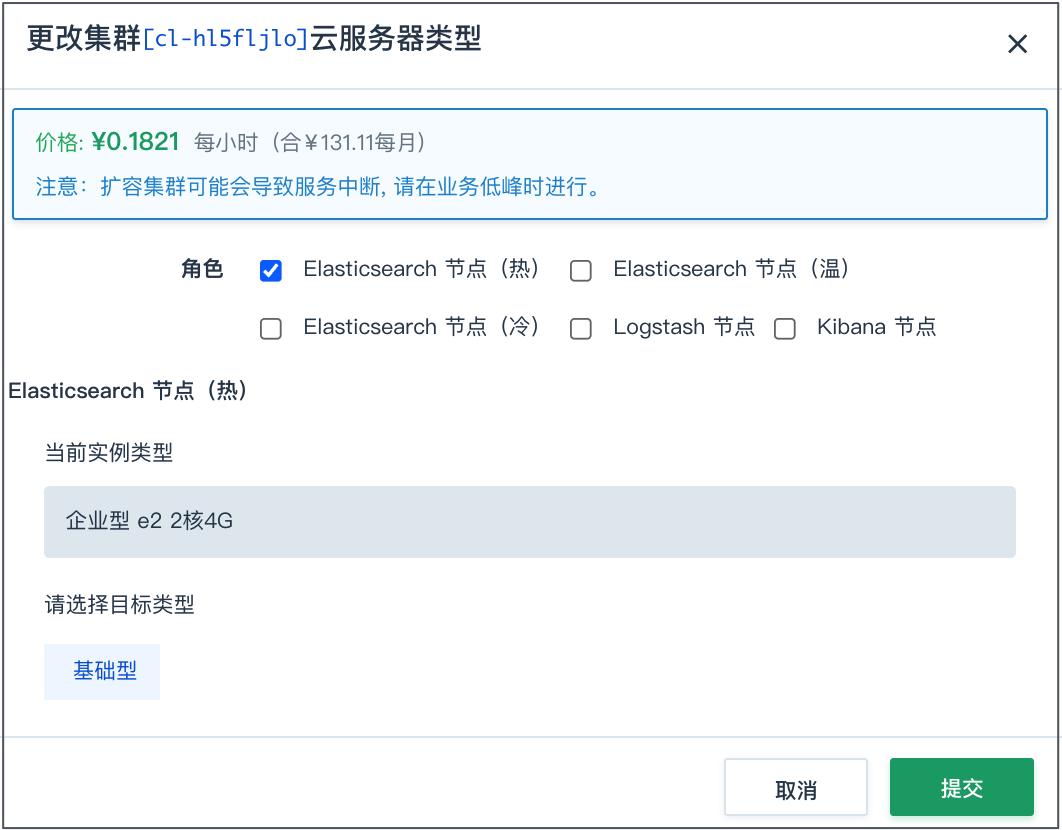 更改集群[cl-hl5fljlo]云服务器类型
价格: ¥0.1821 每小时（合￥131.11每月）
注意：扩容集群可能会导致服务中断, 请在业务低峰时进行。
角色 Elasticsearch 节点（热） Elasticsearch 节点（温）
Elasticsearch 节点（冷） Logstash 节点 Kibana 节点
Elasticsearch 节点（热）
当前实例类型
企业型 e2 2核4G
请选择目标类型
基础型
取消 提交